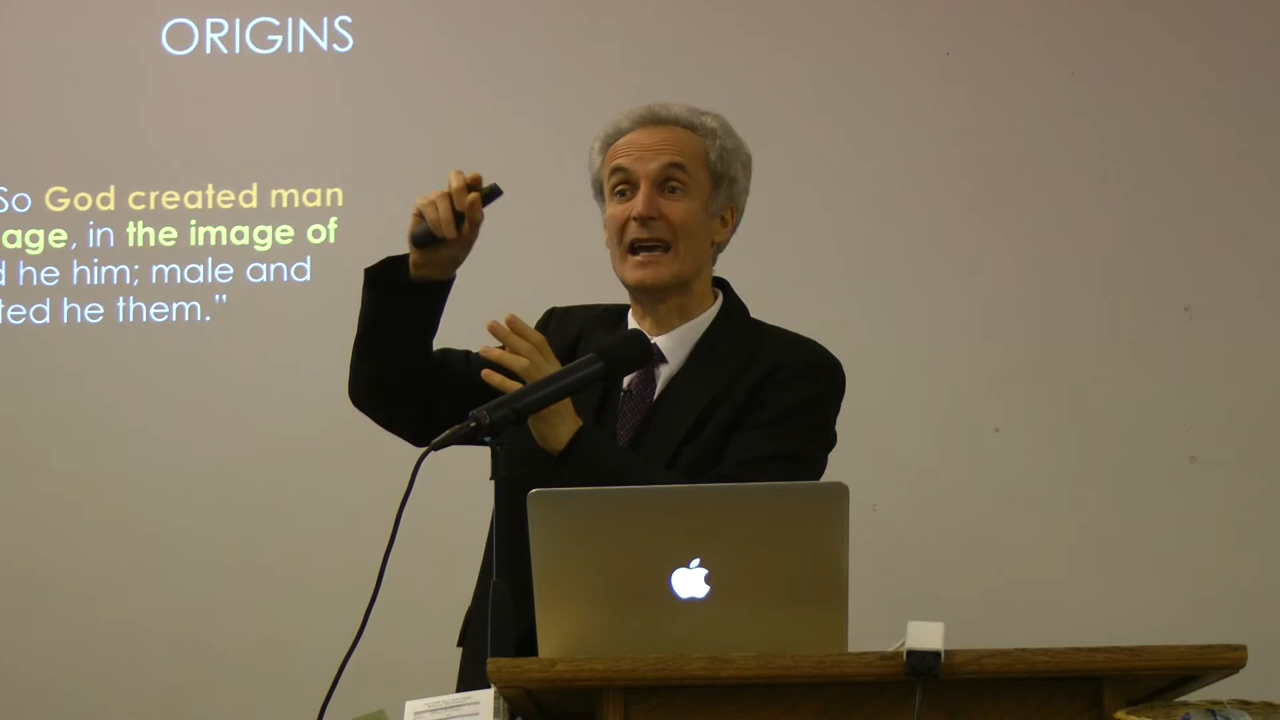 ORIGINS
So God created man
age, in the image of
d he him; male and
ted he them."